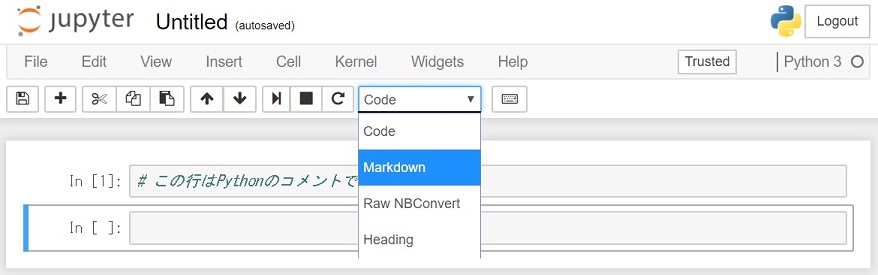 jupyter Untitled (autosaved) Logout
File Edit View Insert Cell Kernel Widgets Help Trusted Python 3
Code
Code
Markdown
Raw NBConvert
Heading
In [1]: # この行はPythonのコメントで
In [ ]: